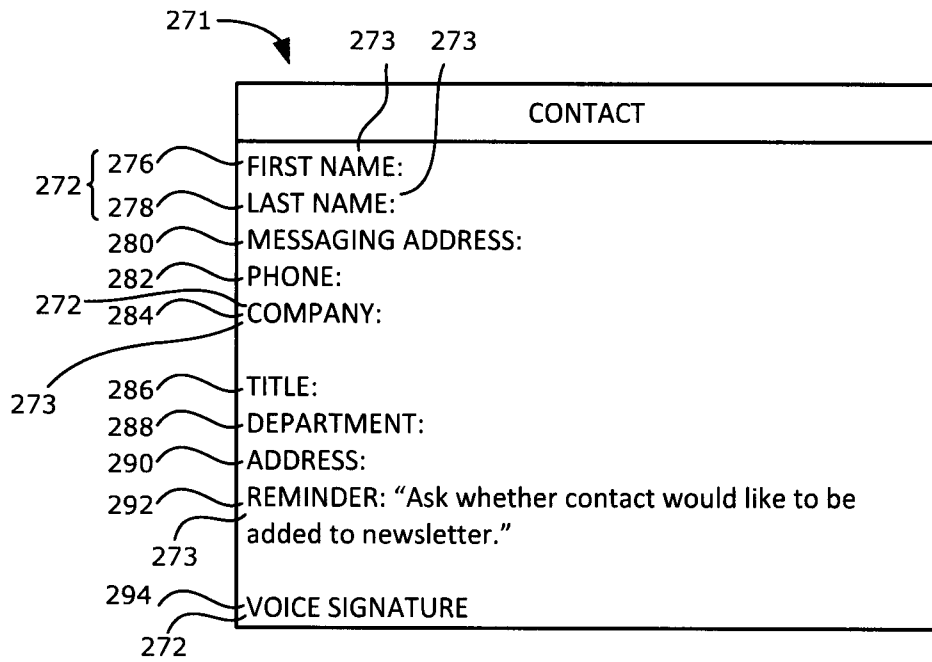 271
273 273
CONTACT
276 FIRST NAME:
272
278 LAST NAME:
280 MESSAGING ADDRESS:
282 PHONE:
272
284 COMPANY:
273
286 TITLE:
288 DEPARTMENT:
290 ADDRESS:
292 REMINDER: “Ask whether contact would like to be
added to newsletter.”
273
294 VOICE SIGNATURE
272